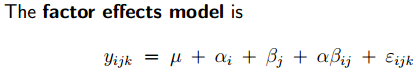 The factor effects model is
y_{ijk} = μ + α_i + β_j + αβ_{ij} + ε_{ijk}